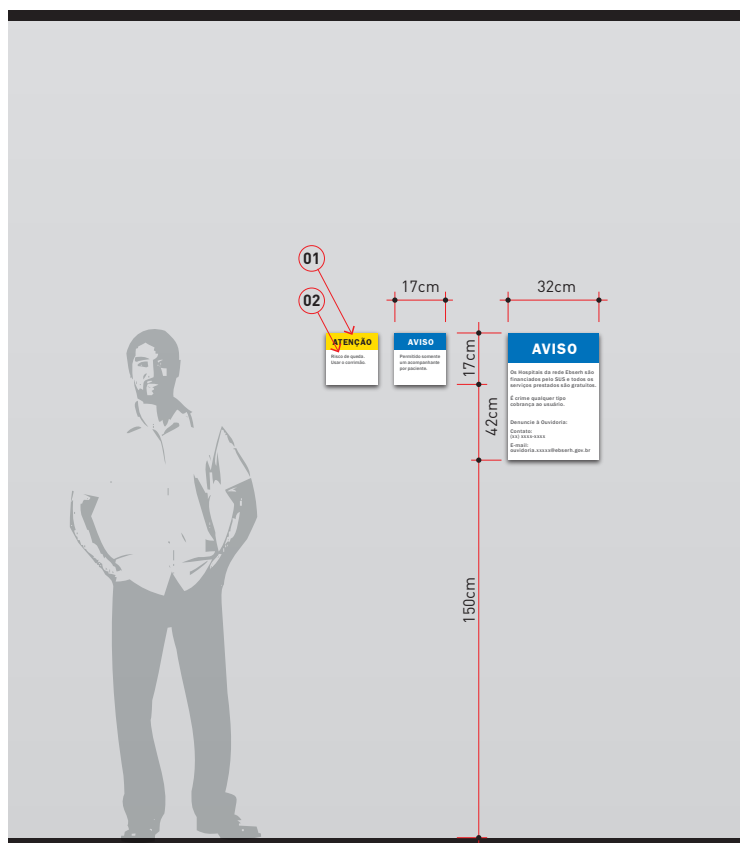 01
02
17cm
32cm
ATENÇÃO
Risco de queda.
Use o corrimão.
AVISO
Permitido somente
um acompanhante
por paciente.
17cm
42cm
150cm
AVISO
Os Hospitais da rede Ebserh são
financiados pelo SUS e todos os
serviços prestados são gratuitos.
É crime qualquer tipo
cobrança ao usuário.
Denuncie à Ouvidoria:
Contato:
(xx) xxxx-xxxx
E-mail:
ouvidoria.xxxxx@ebserh.gov.br